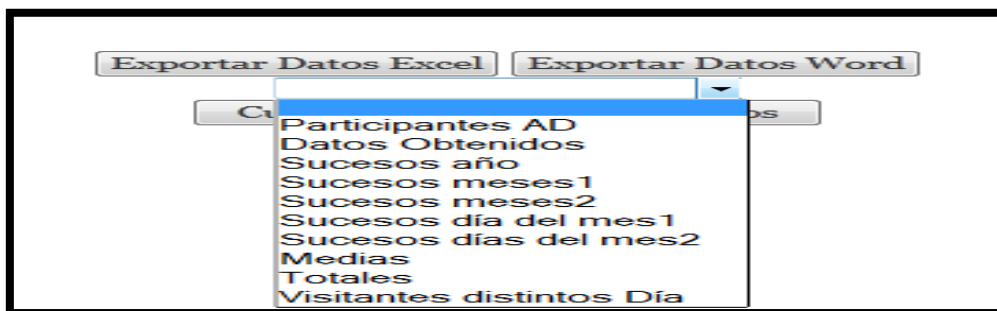 Exportar Datos Excel Exportar Datos Word
Participantes AD
Datos Obtenidos
Sucesos año
Sucesos meses1
Sucesos meses2
Sucesos día del mes1
Sucesos días del mes2
Medias
Totales
Visitantes distintos Día